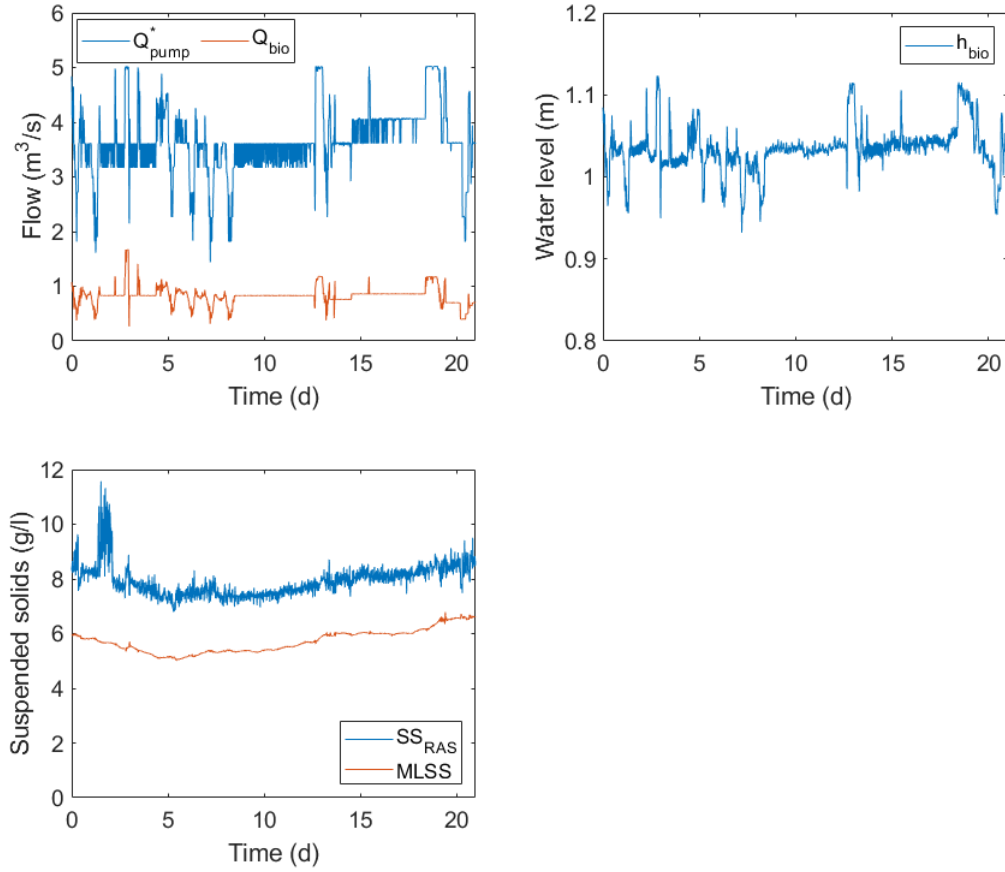 6
5
4
3
2
1
0
Flow (m³/s)
Q*pump Qbio
0 5 10 15 20
Time (d)
1.2
1.1
1
0.9
0.8
Water level (m)
hbio
0 5 10 15 20
Time (d)
12
10
8
6
4
2
0
Suspended solids (g/l)
SSRAS
MLSS
0 5 10 15 20
Time (d)